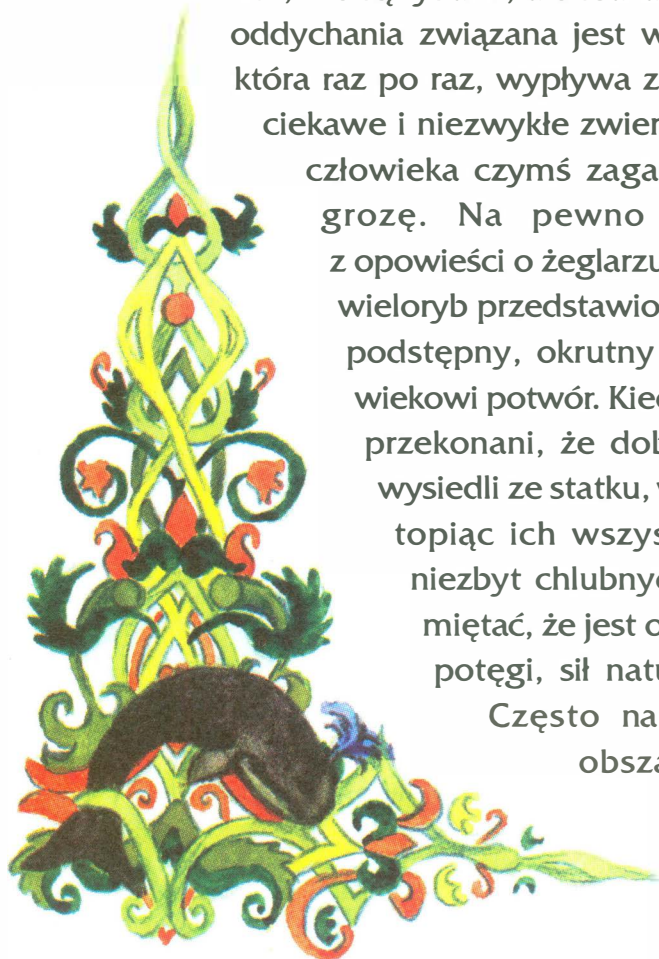 oddychania związana jest w
która raz po raz, wypływa z
ciekawe i niezwykłe zwier
człowieka czymś zaga
grozę. Na pewno
z opowieści o żeglarzu
wieloryb przedstawio
podstępny, okrutny
wiekowi potwór. Kie
przekonani, że dob
wysiedli ze statku, w
topiąc ich wszys
niezbyt chlubnyc
miętać, że jest o
potęgi, sił natu
Często na
obsza